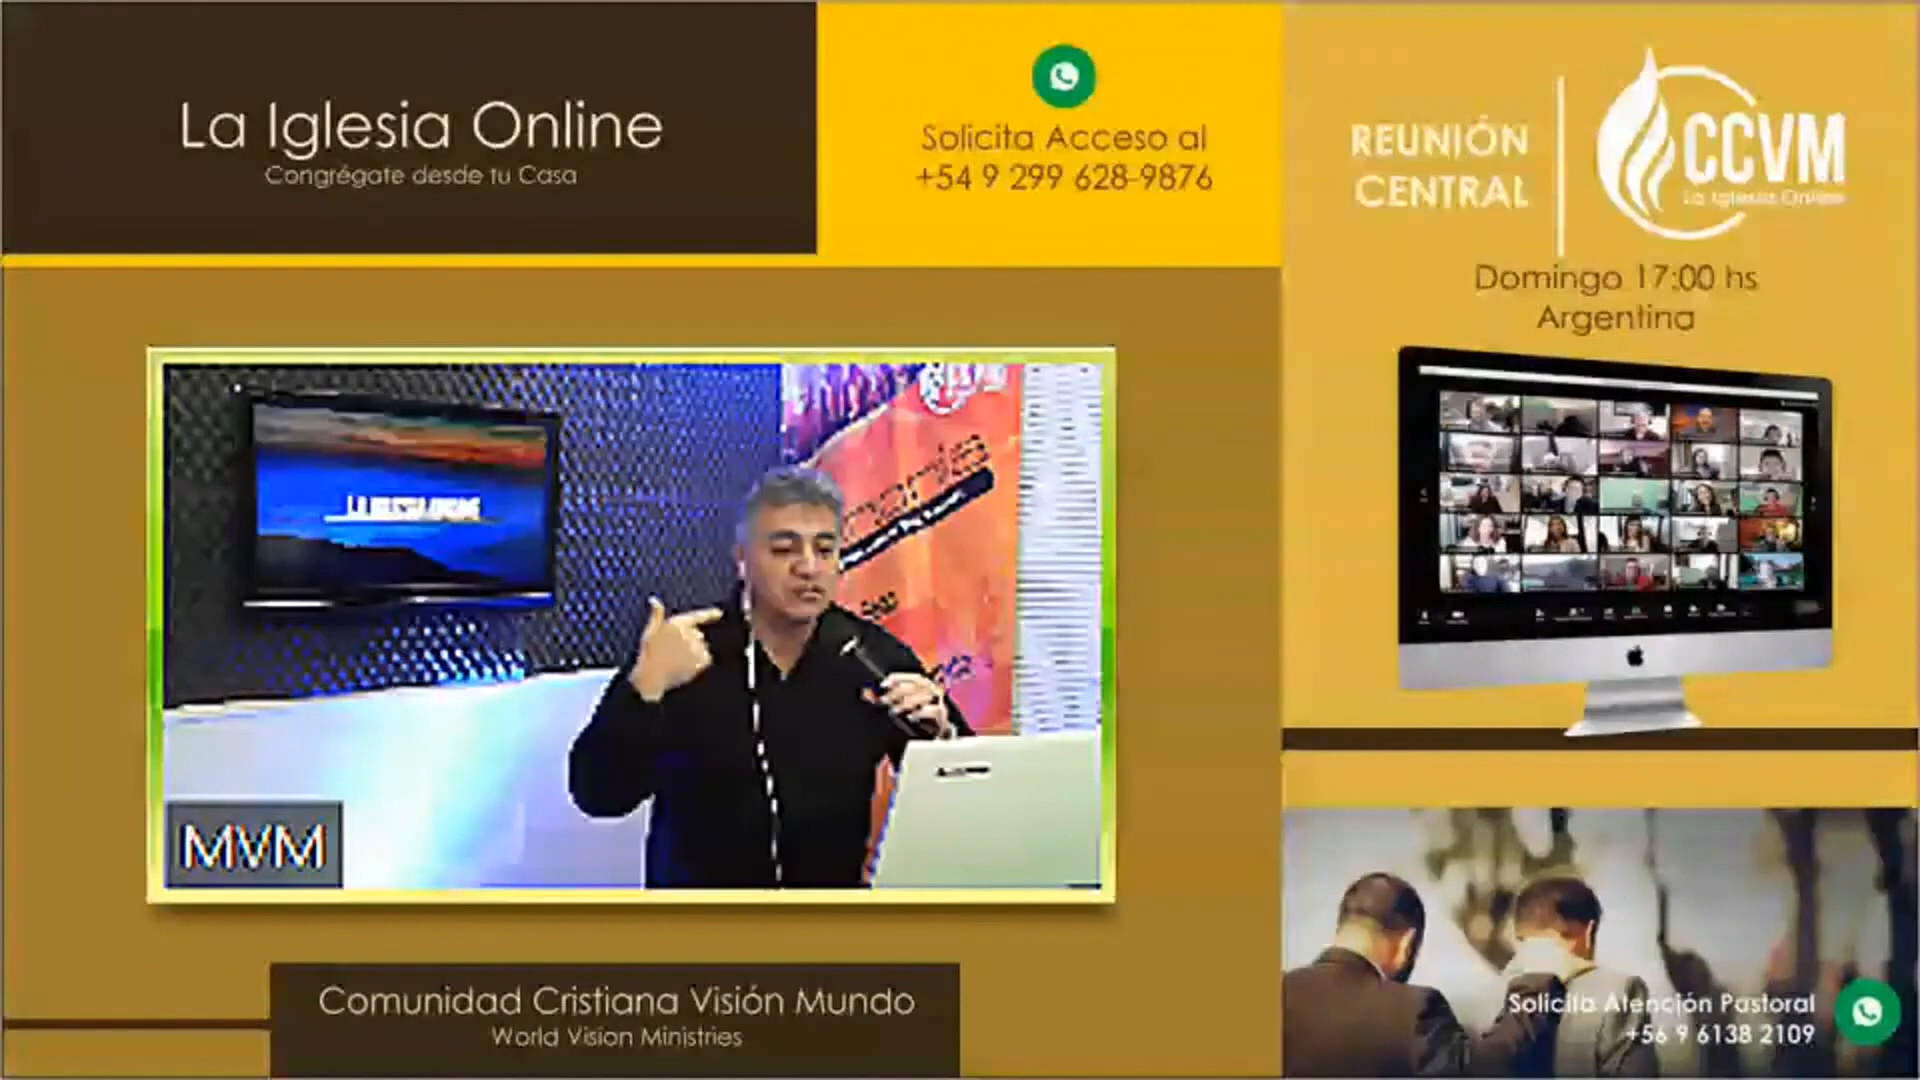 La Iglesia Online
Congrégate desde tu Casa
Solicita Acceso al
+54 9 299 628-9876
REUNIÓN
CENTRAL
CCVM
La Iglesia Online
Domingo 17:00 hs
Argentina
MVM
Comunidad Cristiana Visión Mundo
World Vision Ministries
Solicita Atención Pastoral
+56 9 6138 2109